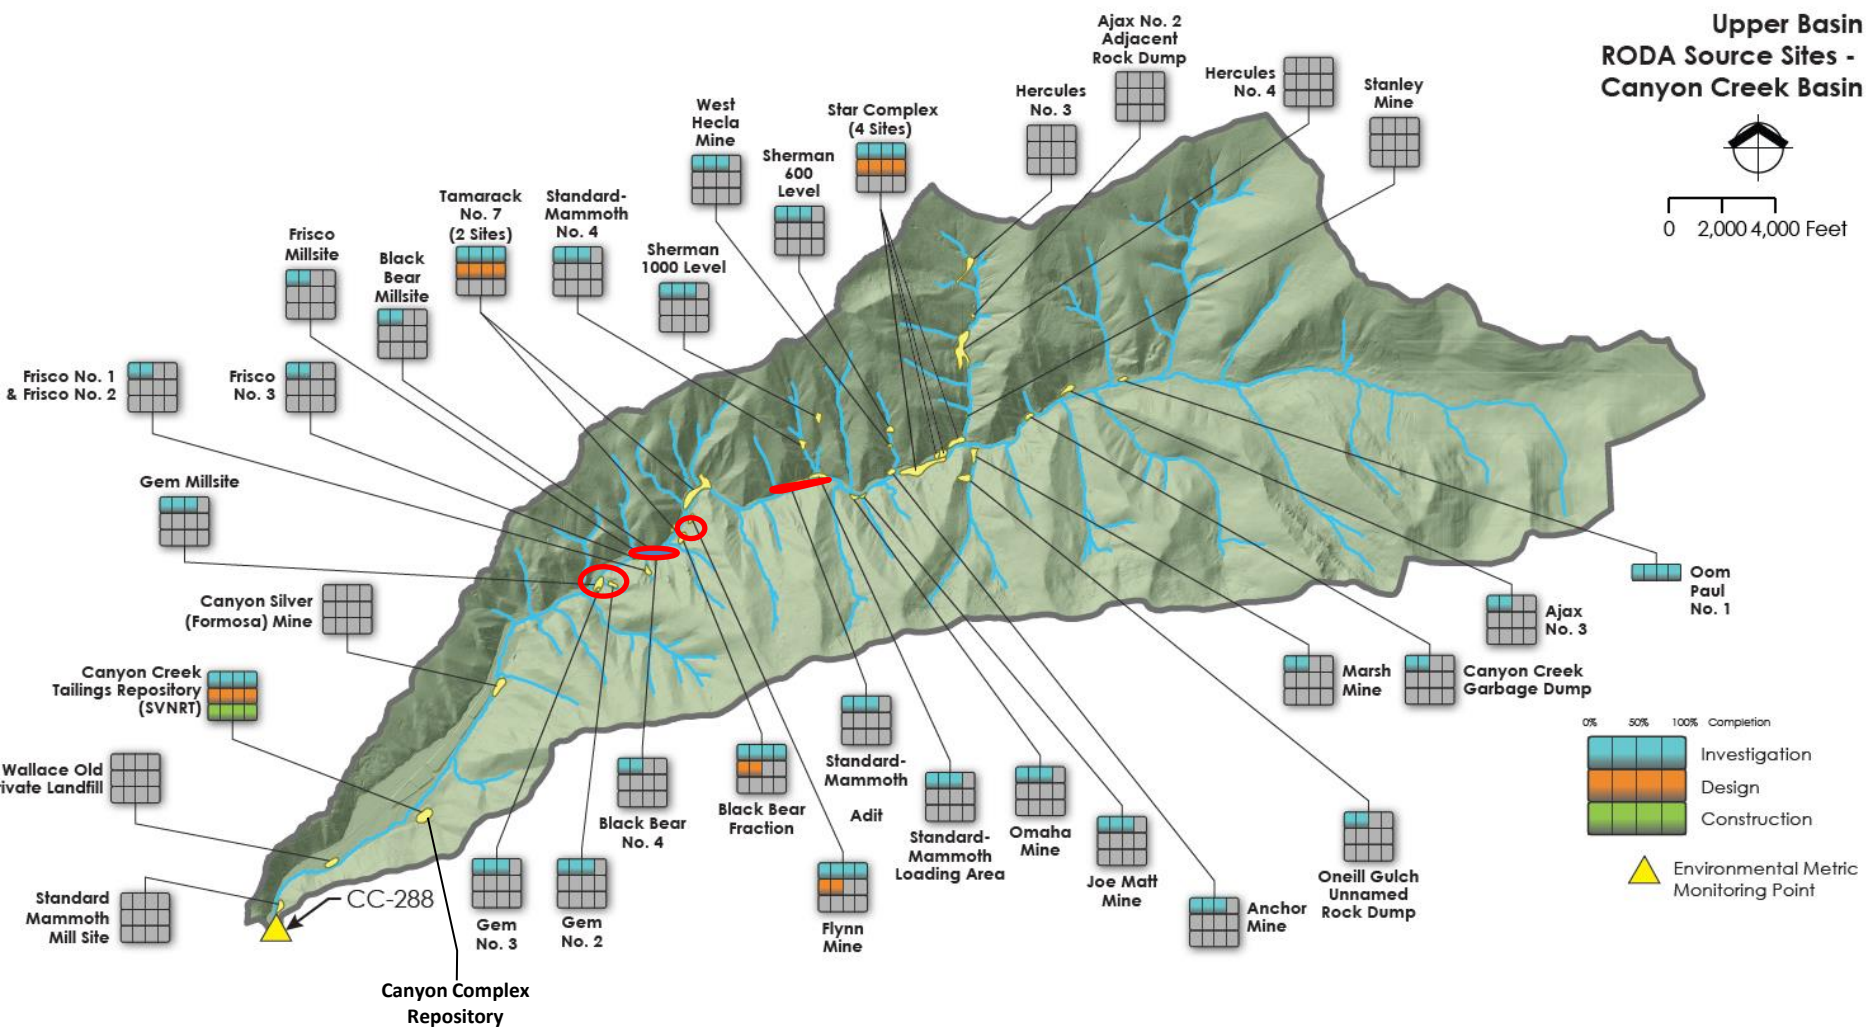 Upper Basin
RODA Source Sites -
Canyon Creek Basin
0 2,000 4,000 Feet
Ajax No. 2
Adjacent
Rock Dump
Hercules
No. 4
Stanley
Mine
Hercules
No. 3
Star Complex
(4 Sites)
West
Hecla
Mine
Sherman
600
Level
Tamarack
No. 7
(2 Sites)
Standard-
Mammoth
No. 4
Sherman
1000 Level
Frisco
Millsite
Black
Bear
Millsite
Frisco No. 1
& Frisco No. 2
Frisco
No. 3
Gem Millsite
Canyon Silver
(Formosa) Mine
Canyon Creek
Tailings Repository
(SVNRT)
Wallace Old
ivate Landfill
Standard
Mammoth
Mill Site
CC-288
Canyon Complex
Repository
Gem
No. 3
Gem
No. 2
Black Bear
No. 4
Black Bear
Fraction
Flynn
Mine
Standard-
Mammoth
Adit
Standard-
Mammoth
Loading Area
Omaha
Mine
Joe Matt
Mine
Anchor
Mine
Oneill Gulch
Unnamed
Rock Dump
Marsh
Mine
Canyon Creek
Garbage Dump
Ajax
No. 3
Oom
Paul
No. 1
0% 50% 100% Completion
Investigation
Design
Construction
Environmental Metric
Monitoring Point